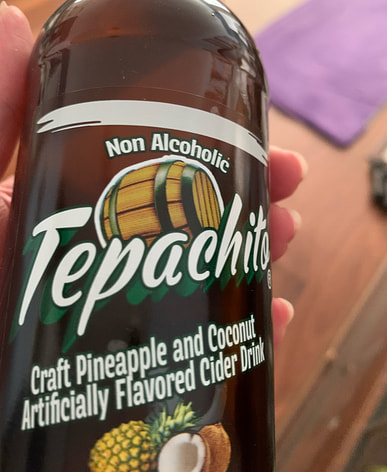 Non Alcoholic
Tepachito®
Craft Pineapple and Coconut
Artificially Flavored Cider Drink